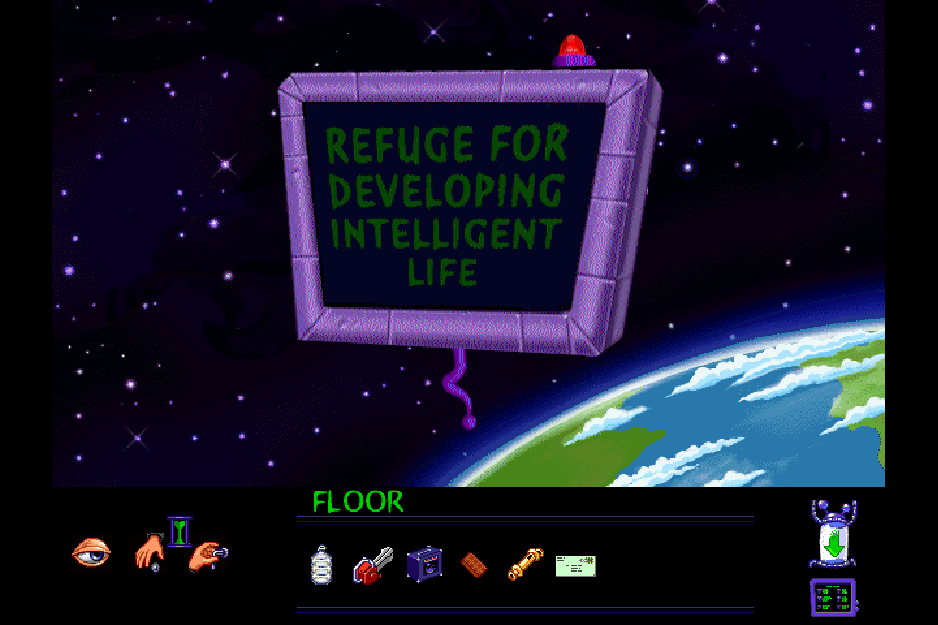 REFUGE FOR
DEVELOPING
INTELLIGENT
LIFE
FLOOR